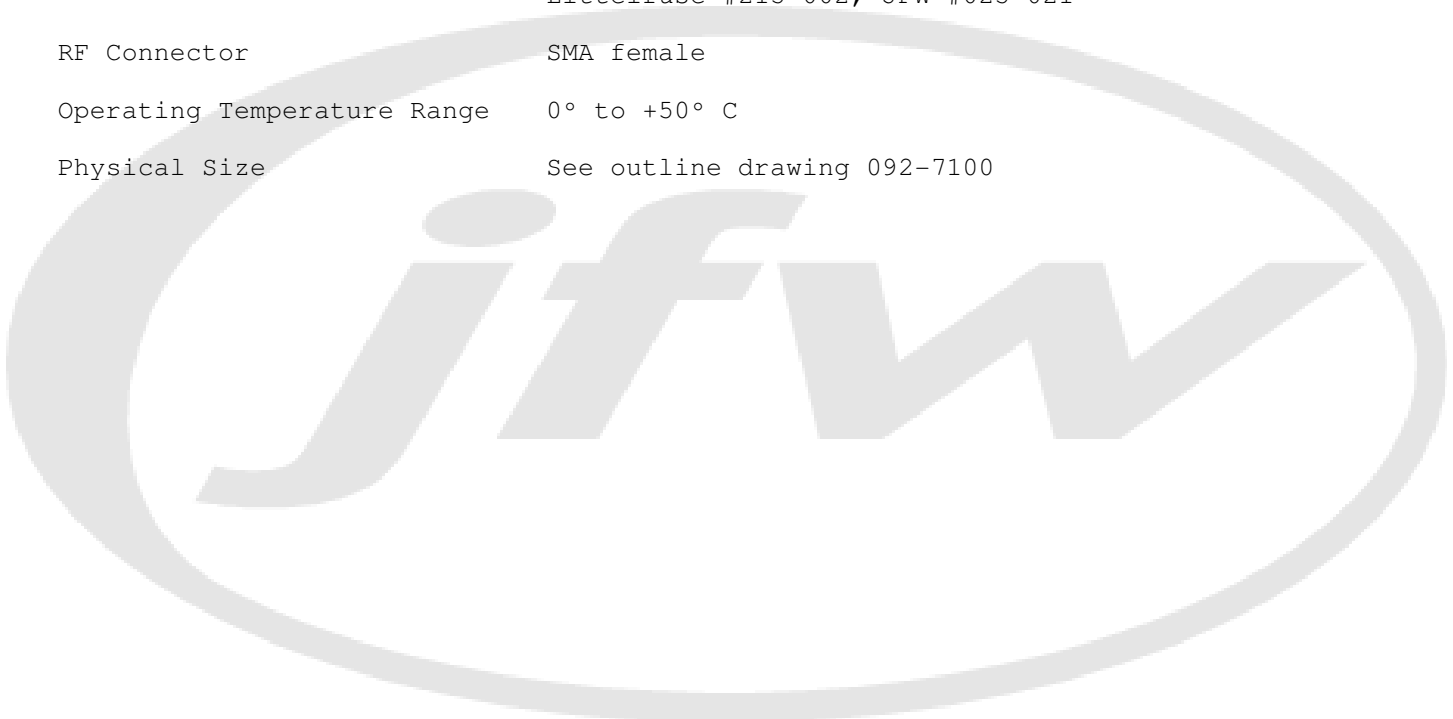 RF Connector SMA female
Operating Temperature Range 0° to +50° C
Physical Size See outline drawing 092-7100
jfw